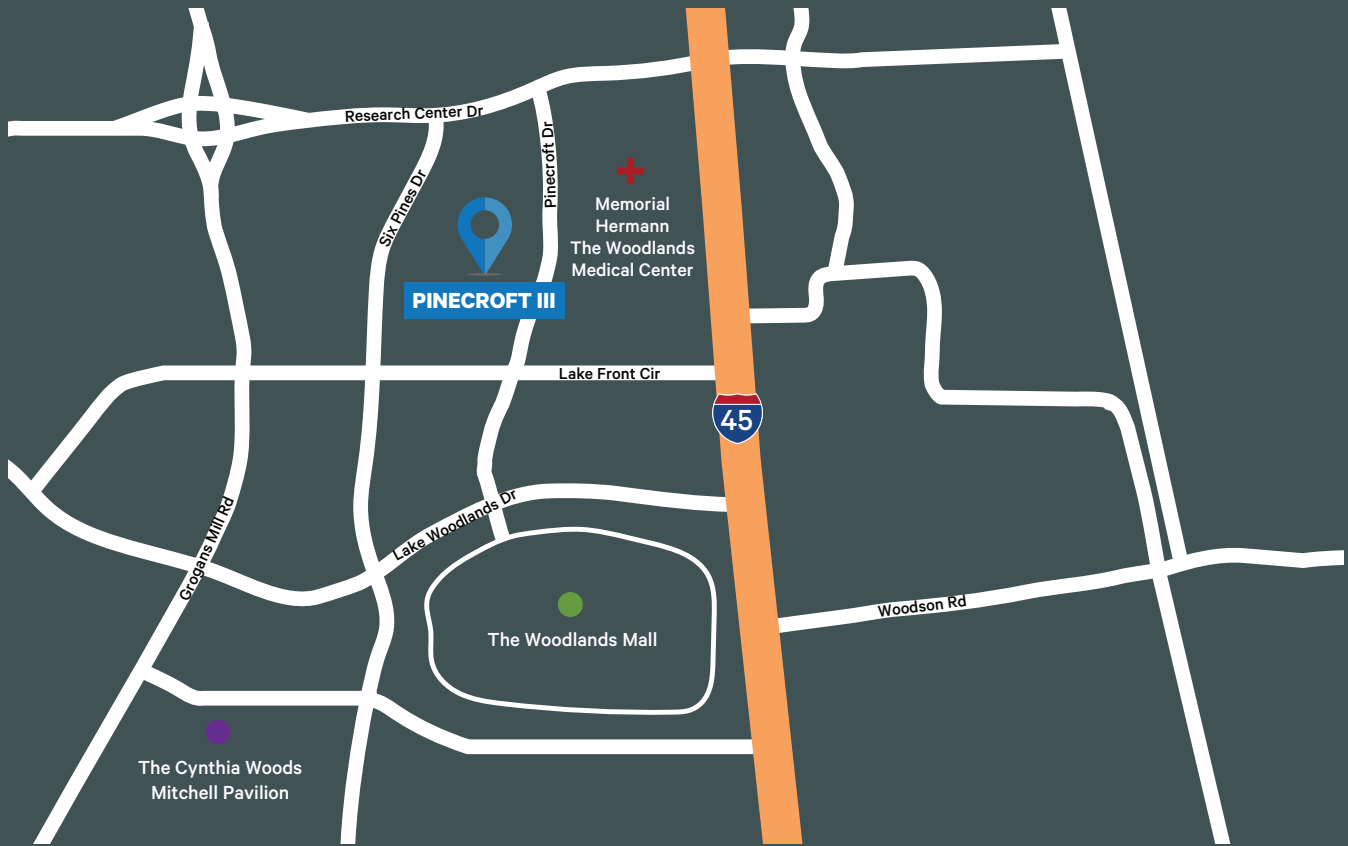 Research Center Dr
Pinecroft Dr
Six Pines Dr
Memorial
Hermann
The Woodlands
Medical Center
PINECROFT III
Lake Front Cir
45
Lake Woodlands Dr
Grogans Mill Rd
Woodson Rd
The Woodlands Mall
The Cynthia Woods
Mitchell Pavilion